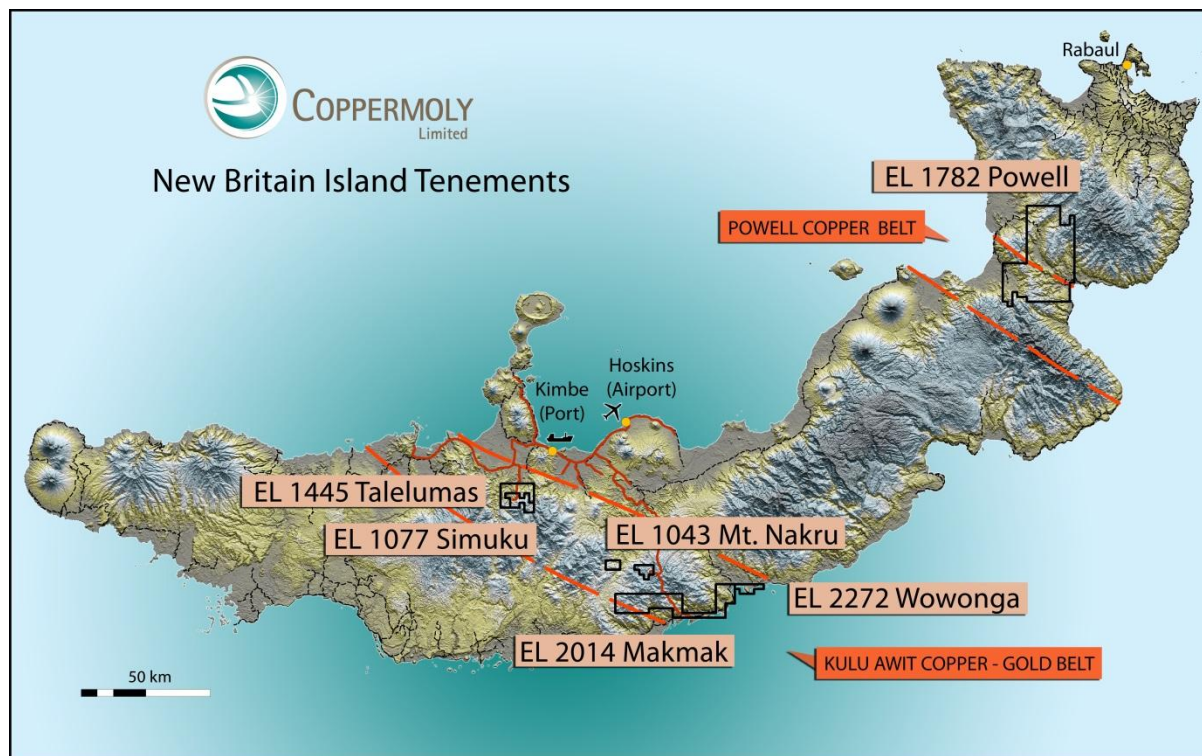 COPPERMOLY
Limited
New Britain Island Tenements
Rabaul
EL 1782 Powell
POWELL COPPER BELT
Hoskins
(Airport)
Kimbe
(Port)
EL 1445 Talelumas
EL 1077 Simuku
EL 1043 Mt. Nakru
EL 2272 Wowonga
EL 2014 Makmak
KULU AWIT COPPER - GOLD BELT
50 km